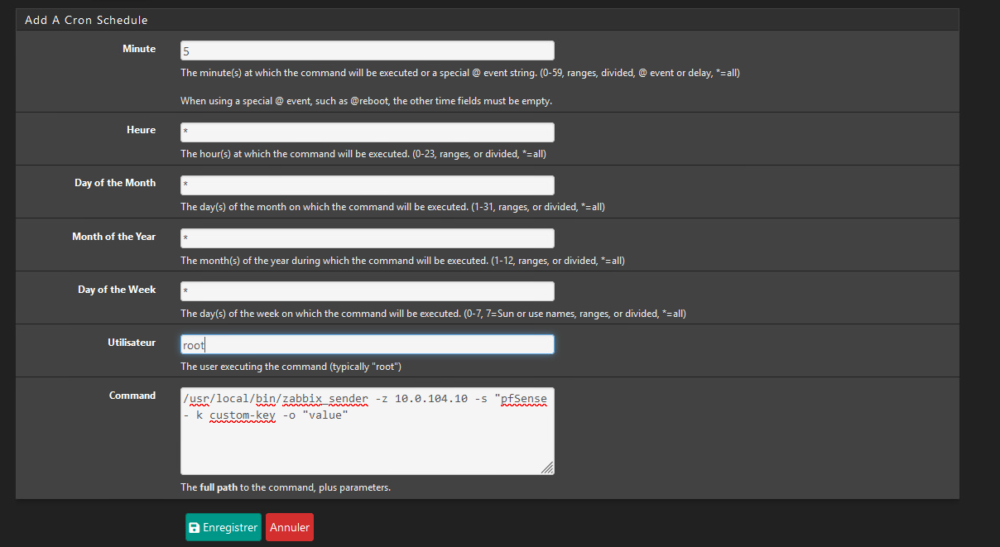 Add A Cron Schedule
Minute
5
The minute(s) at which the command will be executed or a special @ event string. (0-59, ranges, divided, @ event or delay, *=all)
When using a special @ event, such as @reboot, the other time fields must be empty.
Heure
*
The hour(s) at which the command will be executed. (0-23, ranges, or divided, *=all)
Day of the Month
*
The day(s) of the month on which the command will be executed. (1-31, ranges, or divided, *=all)
Month of the Year
*
The month(s) of the year during which the command will be executed. (1-12, ranges, or divided, *=all)
Day of the Week
*
The day(s) of the week on which the command will be executed. (0-7, 7=Sun or use names, ranges, or divided, *=all)
Utilisateur
root
The user executing the command (typically "root")
Command
/usr/local/bin/zabbix_sender -z 10.0.104.10 -s "pfSense
- k custom-key -o "value"
The full path to the command, plus parameters.
Enregistrer Annuler